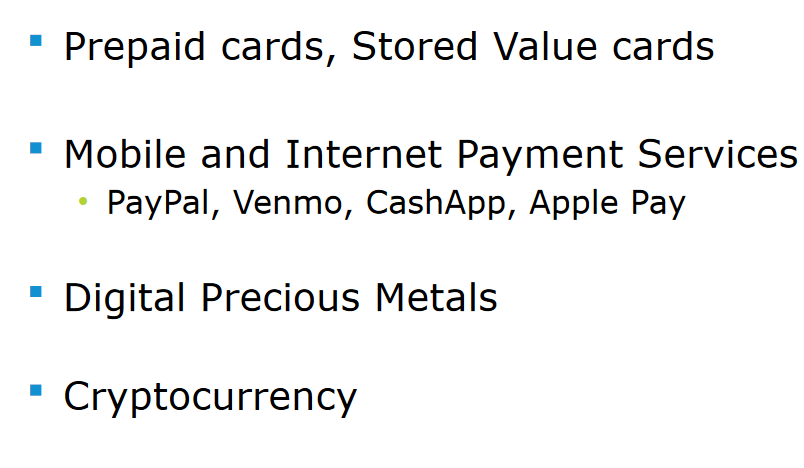 Prepaid cards, Stored Value cards
Mobile and Internet Payment Services
PayPal, Venmo, CashApp, Apple Pay
Digital Precious Metals
Cryptocurrency